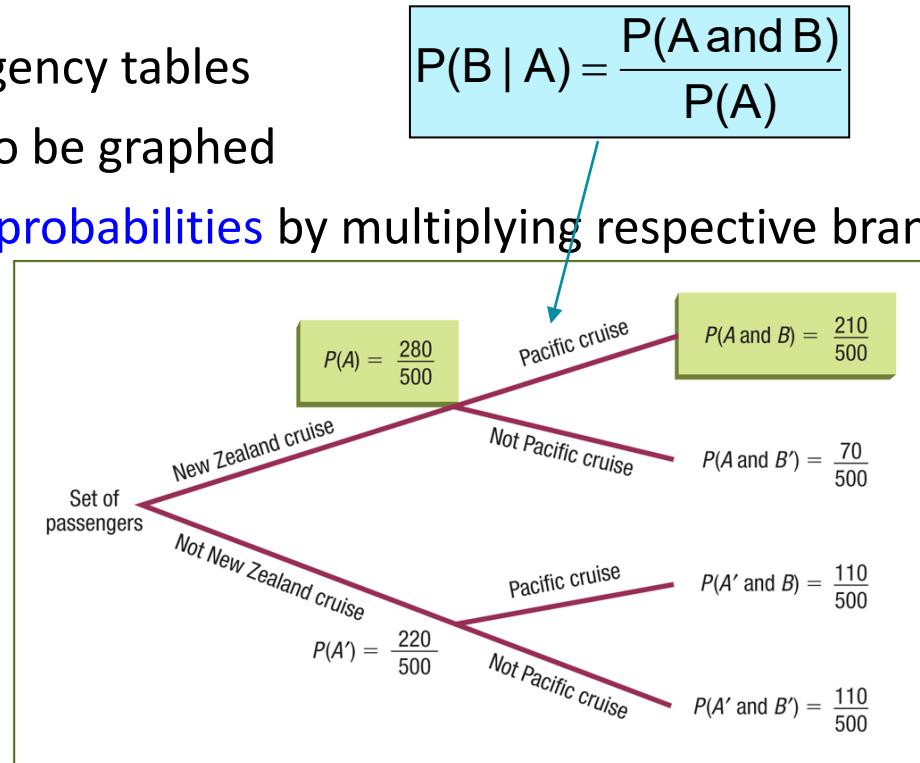 gency tables
P(B | A) = P(A and B) / P(A)
o be graphed
probabilities by multiplying respective bran
P(A) = 280/500
Pacific cruise
P(A and B) = 210/500
New Zealand cruise
Not Pacific cruise
P(A and B′) = 70/500
Set of
passengers
Not New Zealand cruise
Pacific cruise
P(A′ and B) = 110/500
P(A′) = 220/500
Not Pacific cruise
P(A′ and B′) = 110/500